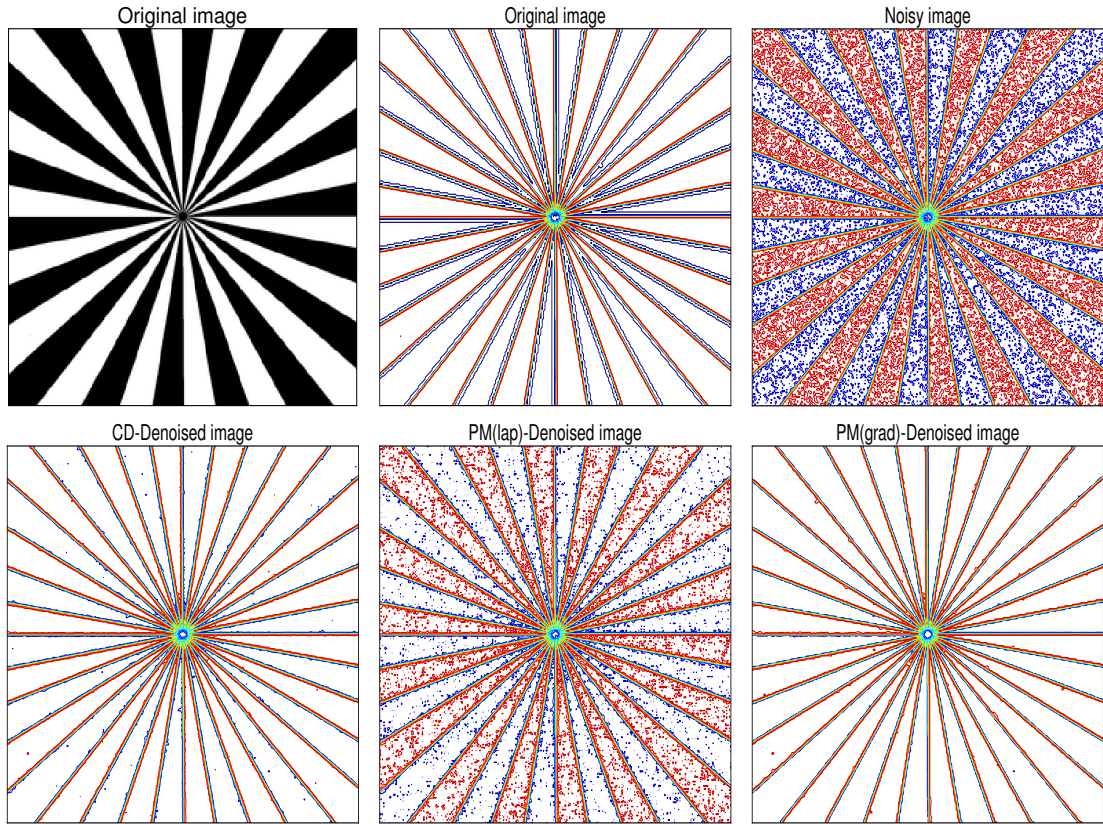 Original image
Original image
Noisy image
CD-Denoised image
PM(lap)-Denoised image
PM(grad)-Denoised image